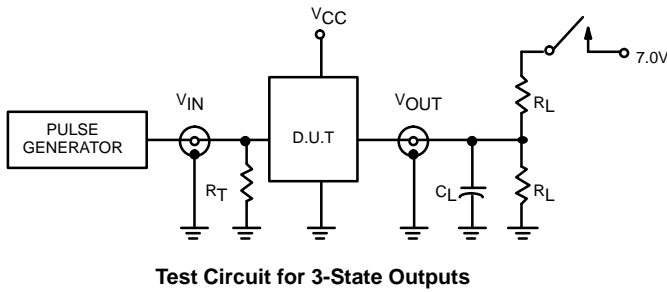 VCC
7.0V
VIN
VOUT
RL
PULSE
GENERATOR
D.U.T
RT
CL
RL
Test Circuit for 3-State Outputs